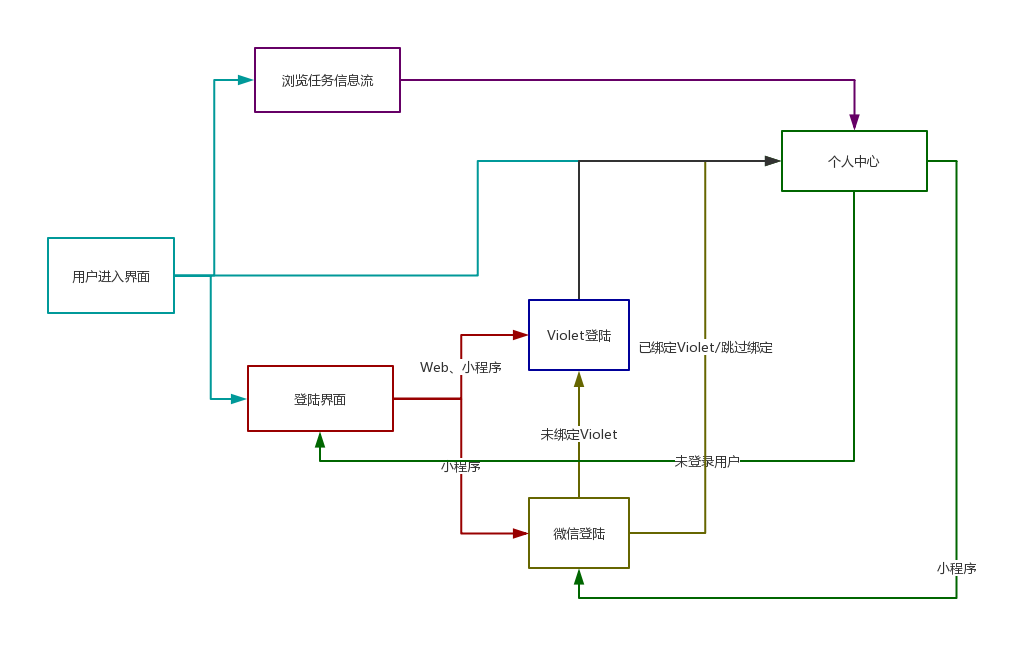 浏览任务信息流
个人中心
用户进入界面
Violet登陆
已绑定Violet/跳过绑定
Web、小程序
登陆界面
未绑定Violet
小程序
未登录用户
微信登陆
小程序